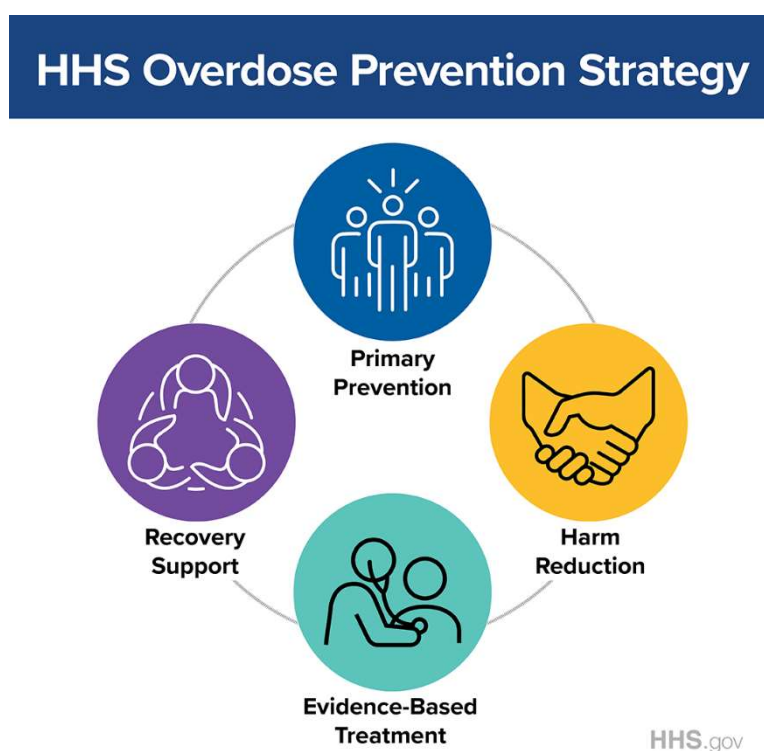 HHS Overdose Prevention Strategy
Primary
Prevention
Recovery
Support
Harm
Reduction
Evidence-Based
Treatment
HHS.gov